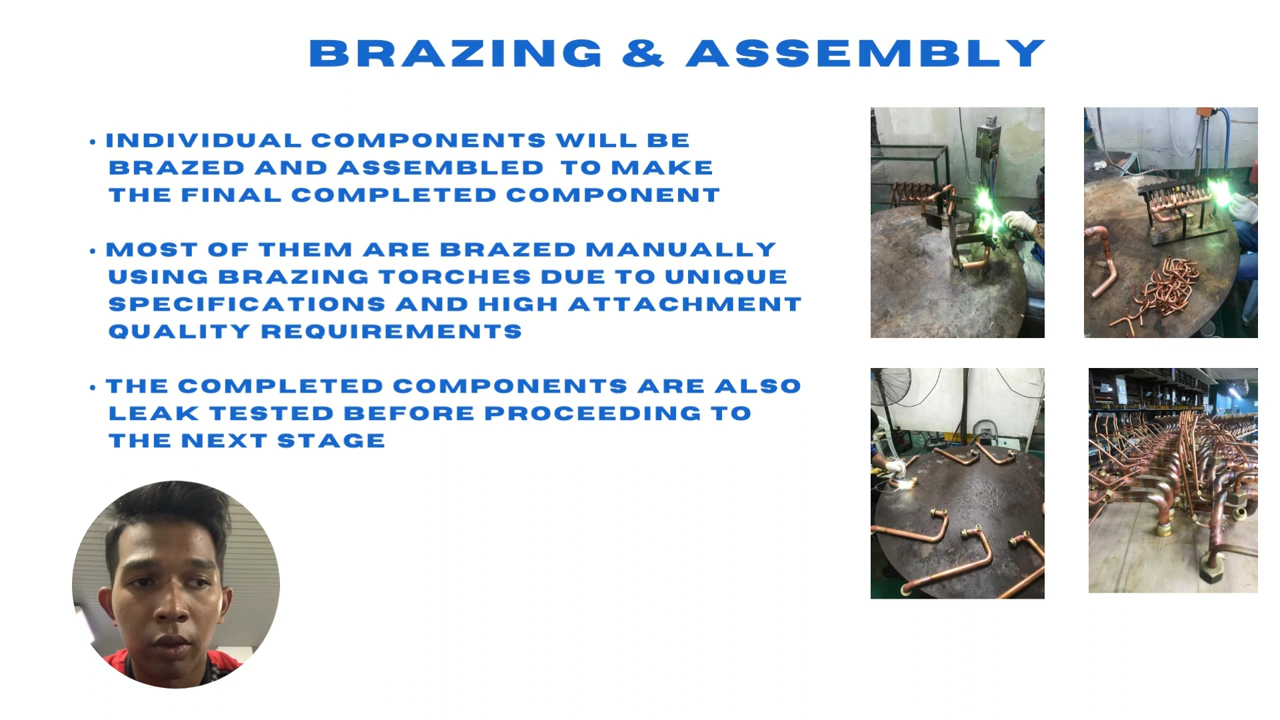 BRAZING & ASSEMBLY
• INDIVIDUAL COMPONENTS WILL BE
BRAZED AND ASSEMBLED TO MAKE
THE FINAL COMPLETED COMPONENT
• MOST OF THEM ARE BRAZED MANUALLY
USING BRAZING TORCHES DUE TO UNIQUE
SPECIFICATIONS AND HIGH ATTACHMENT
QUALITY REQUIREMENTS
• THE COMPLETED COMPONENTS ARE ALSO
LEAK TESTED BEFORE PROCEEDING TO
THE NEXT STAGE